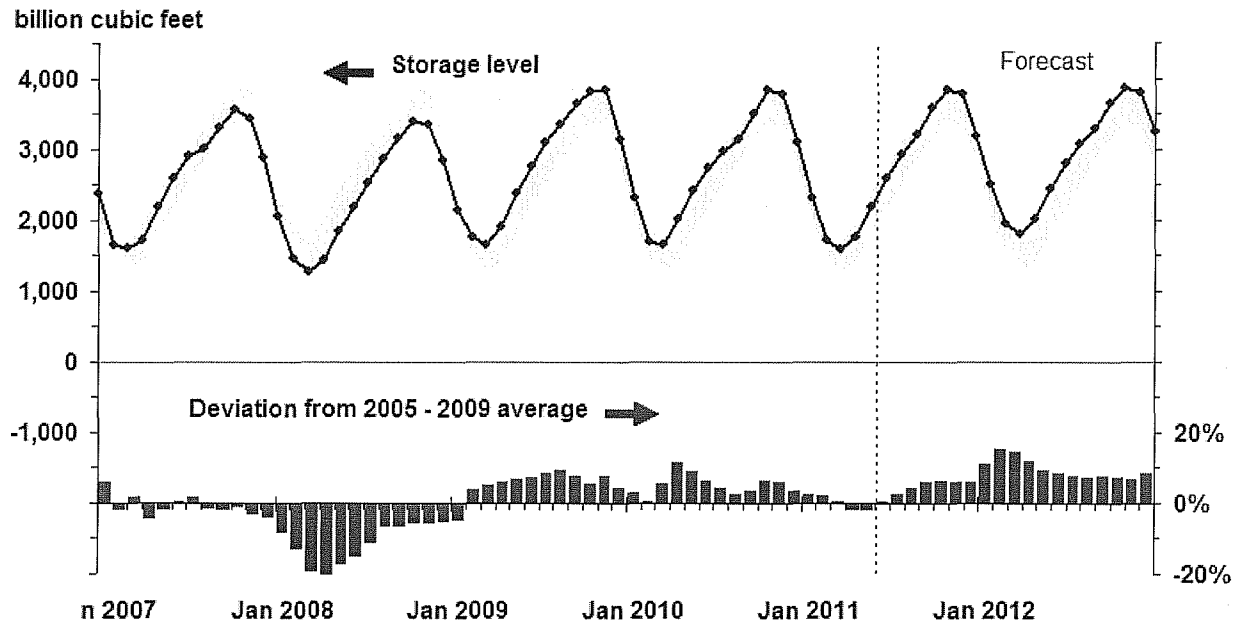 billion cubic feet
4,000
Storage level
Forecast
3,000
2,000
1,000
0
Deviation from 2005 - 2009 average
-1,000
20%
0%
-20%
n 2007
Jan 2008
Jan 2009
Jan 2010
Jan 2011
Jan 2012